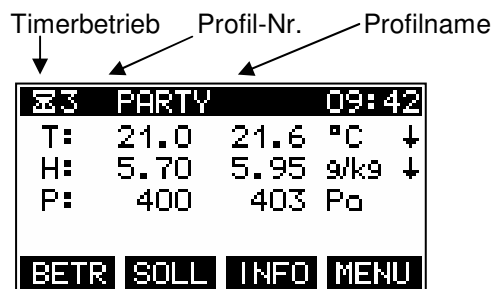 Timerbetrieb Profil-Nr. Profilname
3 PARTY 09:42
T: 21.0 21.6 °C ↓
H: 5.70 5.95 g/kg ↓
P: 400 403 Pa
BETR SOLL INFO MENU